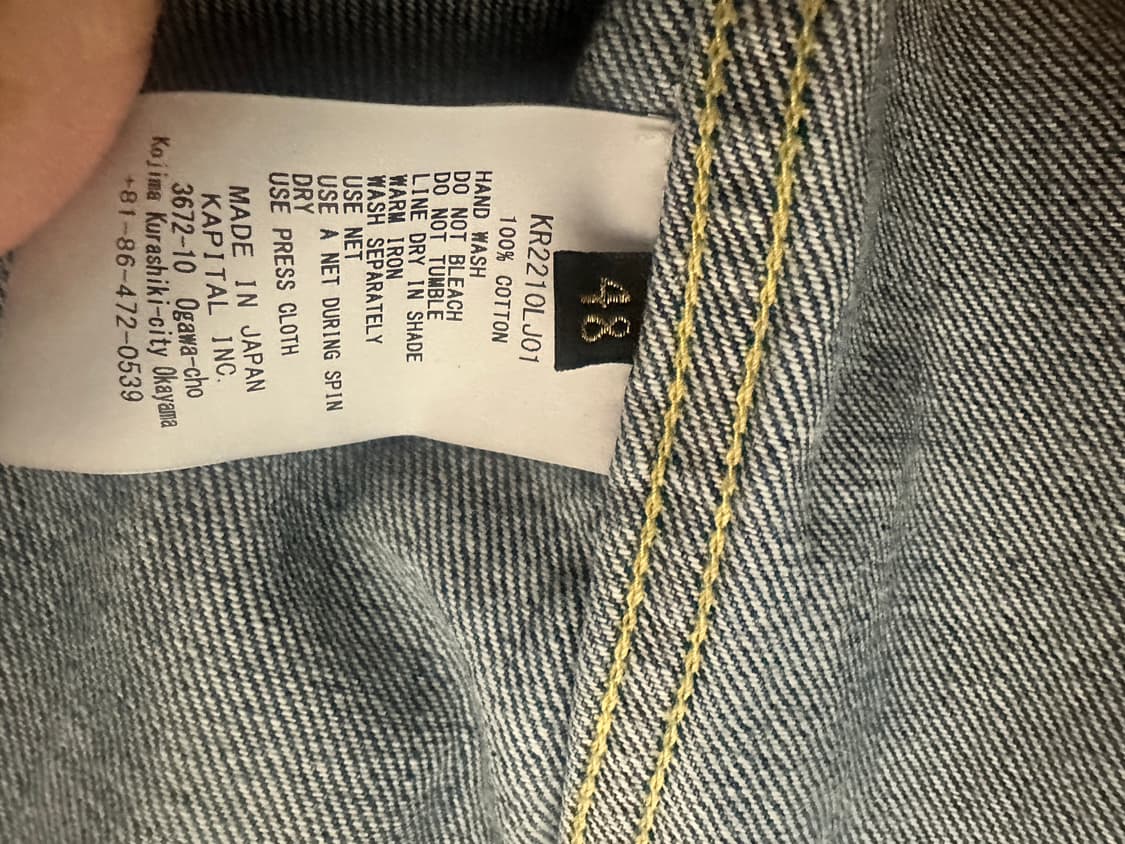 48
KR2210LJ01
100% COTTON
HAND WASH
DO NOT BLEACH
DO NOT TUMBLE
LINE DRY IN SHADE
WARM IRON
WASH SEPARATELY
USE NET
USE A NET DURING SPIN
DRY
USE PRESS CLOTH
MADE IN JAPAN
KAPITAL INC.
3672-10 Ogawa-cho
Kojima Kurashiki-city Okayama
+81-86-472-0539